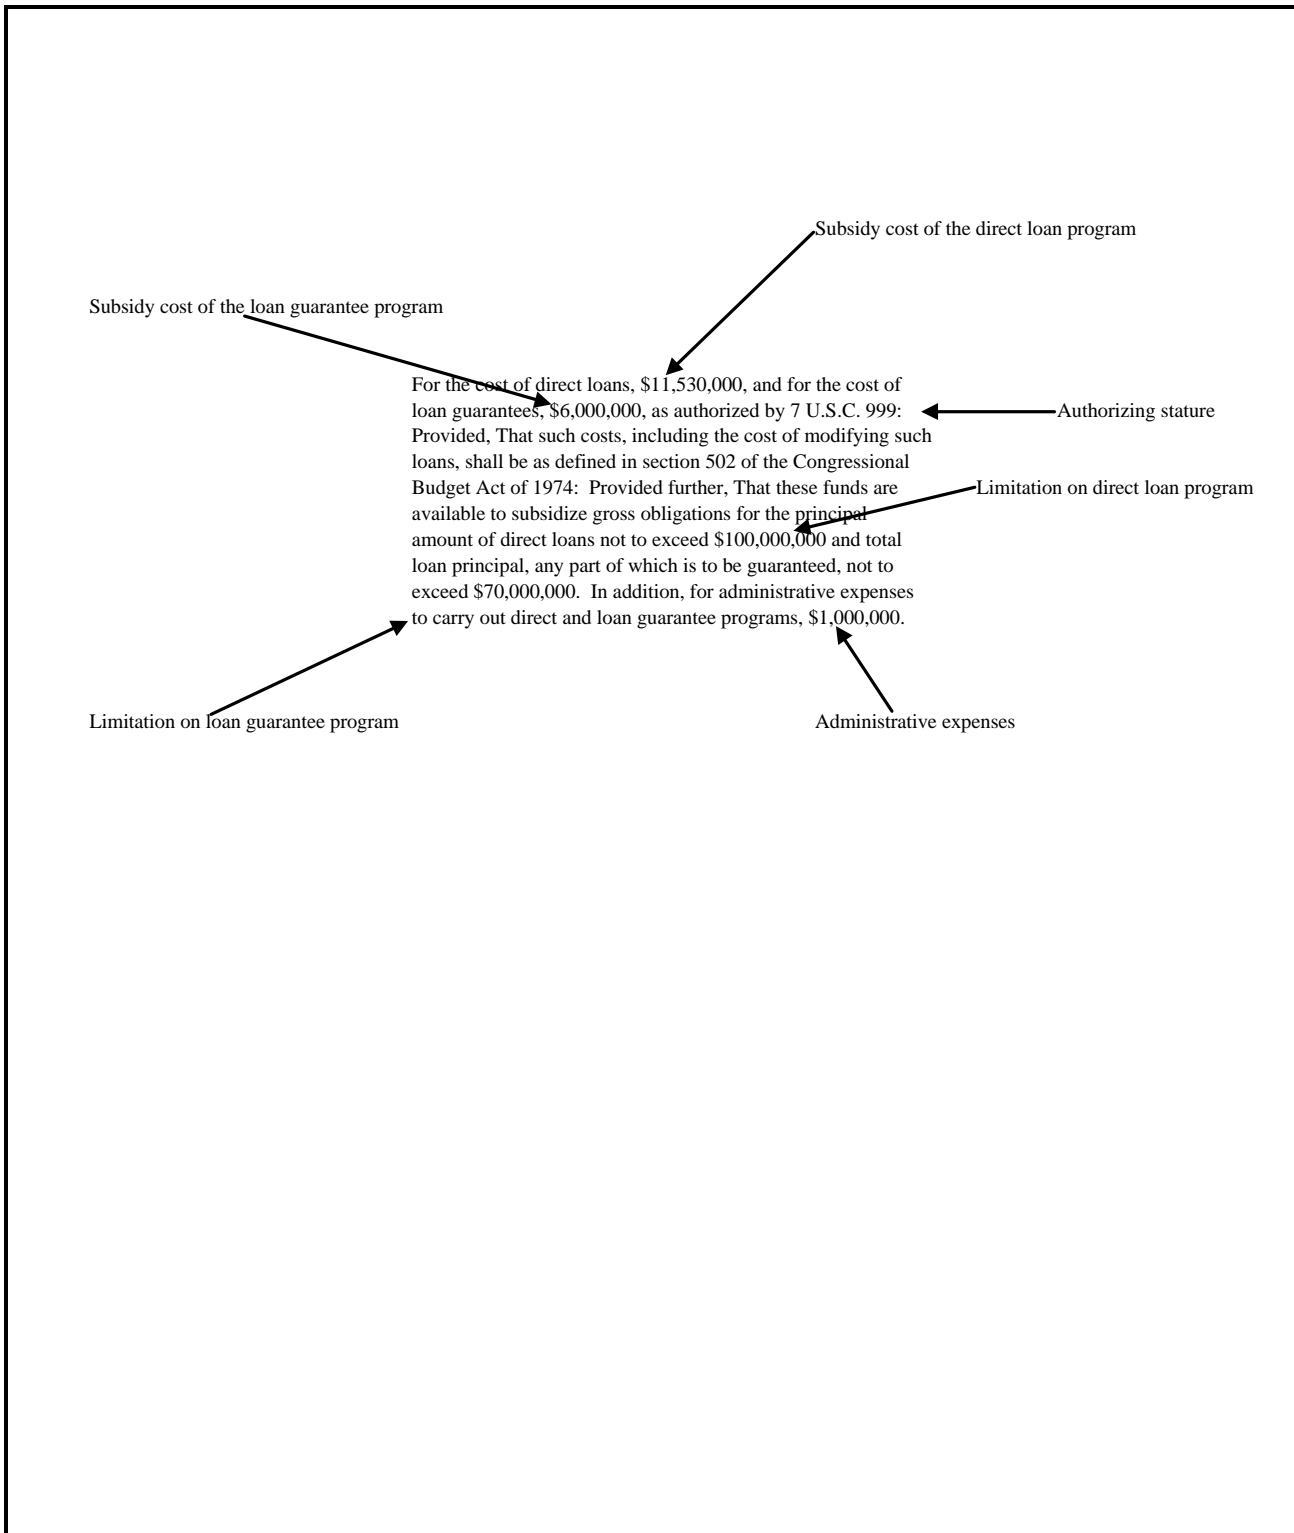 Subsidy cost of the direct loan program
Subsidy cost of the loan guarantee program
For the cost of direct loans, $11,530,000, and for the cost of
loan guarantees, $6,000,000, as authorized by 7 U.S.C. 999:
Authorizing stature
Provided, That such costs, including the cost of modifying such
loans, shall be as defined in section 502 of the Congressional
Budget Act of 1974:  Provided further, That these funds are
Limitation on direct loan program
available to subsidize gross obligations for the principal
amount of direct loans not to exceed $100,000,000 and total
loan principal, any part of which is to be guaranteed, not to
exceed $70,000,000.  In addition, for administrative expenses
to carry out direct and loan guarantee programs, $1,000,000.
Limitation on loan guarantee program
Administrative expenses